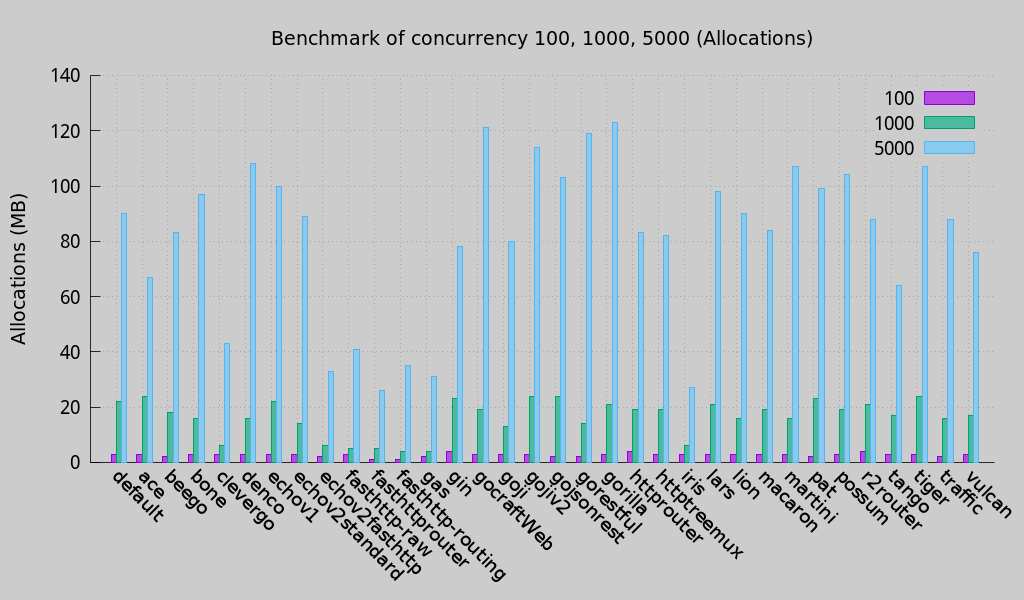 Benchmark of concurrency 100, 1000, 5000 (Allocations)
Allocations (MB)
140
120
100
80
60
40
20
0
100
1000
5000
default
ace
beego
bone
clevergo
denco
echov1
echov2standard
echov2fasthttp
fasthttp-raw
fasthttprouter
fasthttp-routing
gas
gin
gocraftWeb
goji
gojiv2
gojsonrest
gorestful
gorilla
httprouter
httptreemux
iris
lars
lion
macaron
martini
pat
possum
r2router
tango
tiger
traffic
vulcan